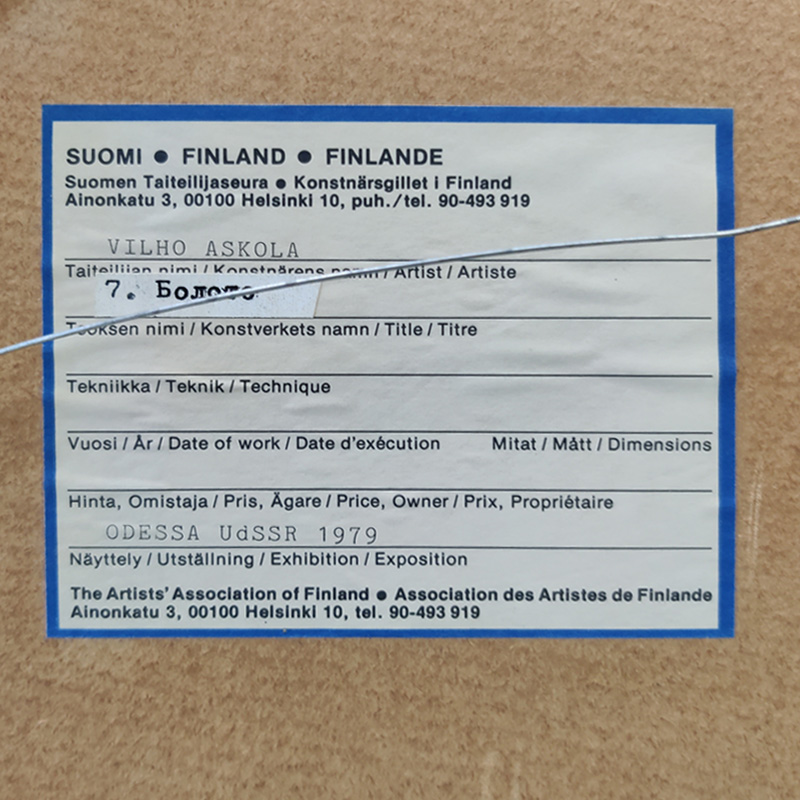 SUOMI ● FINLAND ● FINLANDE
Suomen Taiteilijaseura ● Konstnärsgillet i Finland
Ainonkatu 3, 00100 Helsinki 10, puh./tel. 90-493 919
VILHO ASKOLA
Taiteilijan nimi / Konstnärens namn / Artist / Artiste
7. Болото
Teoksen nimi / Konstverkets namn / Title / Titre
Tekniikka / Teknik / Technique
Vuosi / År / Date of work / Date d'exécution Mitat / Mått / Dimensions
Hinta, Omistaja / Pris, Ägare / Price, Owner / Prix, Propriétaire
ODESSA UdSSR 1979
Näyttely / Utställning / Exhibition / Exposition
The Artists' Association of Finland ● Association des Artistes de Finlande
Ainonkatu 3, 00100 Helsinki 10, tel. 90-493 919